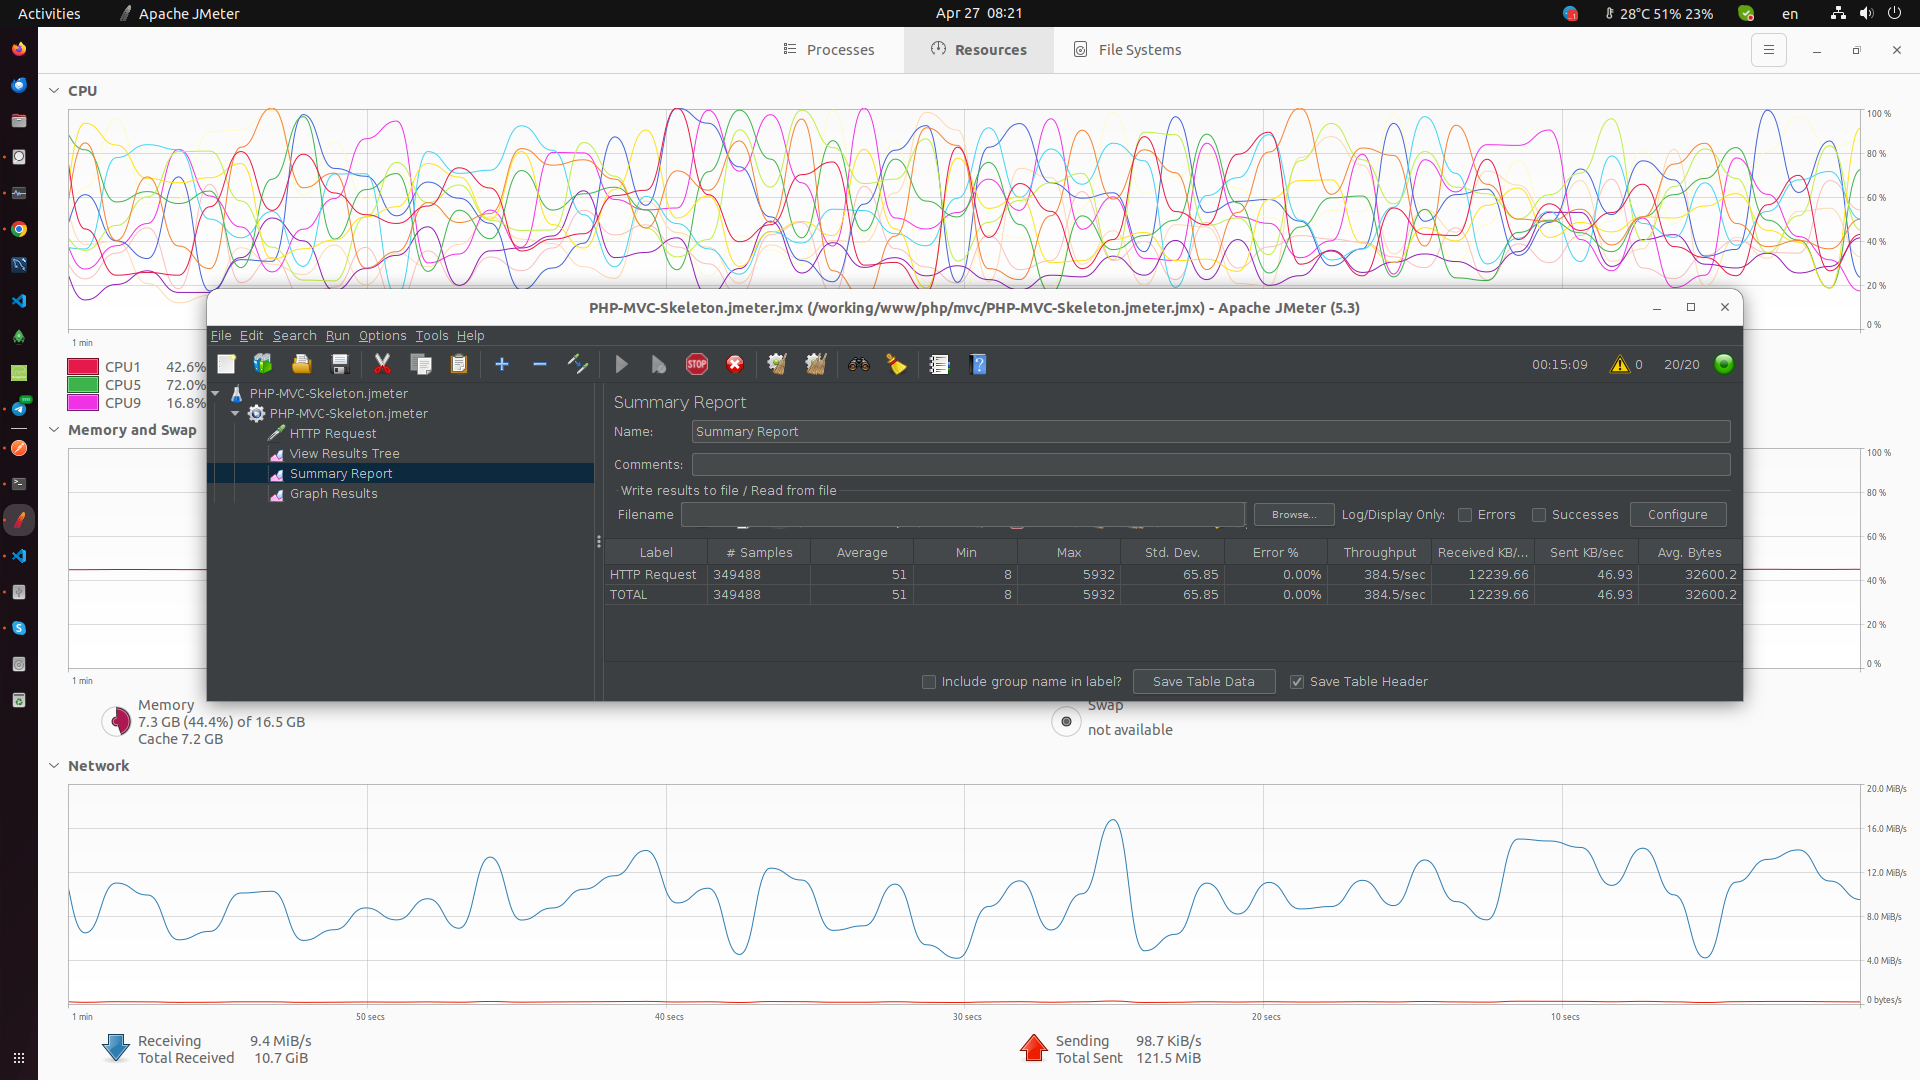 Activities
Apache JMeter
Apr 27 08:21
28°C 51% 23%
en
Processes
Resources
File Systems
CPU
100 %
80 %
60 %
40 %
20 %
0 %
1 min
CPU1 42.6%
CPU5 72.0%
CPU9 16.8%
PHP-MVC-Skeleton.jmeter.jmx (/working/www/php/mvc/PHP-MVC-Skeleton.jmeter.jmx) - Apache JMeter (5.3)
File Edit Search Run Options Tools Help
STOP
00:15:09
0
20/20
PHP-MVC-Skeleton.jmeter
PHP-MVC-Skeleton.jmeter
HTTP Request
View Results Tree
Summary Report
Graph Results
Summary Report
Name: Summary Report
Comments:
Write results to file / Read from file
Filename
Browse...
Log/Display Only:
Errors
Successes
Configure
Label # Samples Average Min Max Std. Dev. Error % Throughput Received KB/... Sent KB/sec Avg. Bytes
HTTP Request 349488 51 8 5932 65.85 0.00% 384.5/sec 12239.66 46.93 32600.2
TOTAL 349488 51 8 5932 65.85 0.00% 384.5/sec 12239.66 46.93 32600.2
Include group name in label?
Save Table Data
Save Table Header
Memory and Swap
100 %
80 %
60 %
40 %
20 %
0 %
1 min
Memory
7.3 GB (44.4%) of 16.5 GB
Cache 7.2 GB
Swap
not available
Network
20.0 MiB/s
16.0 MiB/s
12.0 MiB/s
8.0 MiB/s
4.0 MiB/s
0 bytes/s
1 min 50 secs 40 secs 30 secs 20 secs 10 secs
Receiving 9.4 MiB/s
Total Received 10.7 GiB
Sending 98.7 KiB/s
Total Sent 121.5 MiB